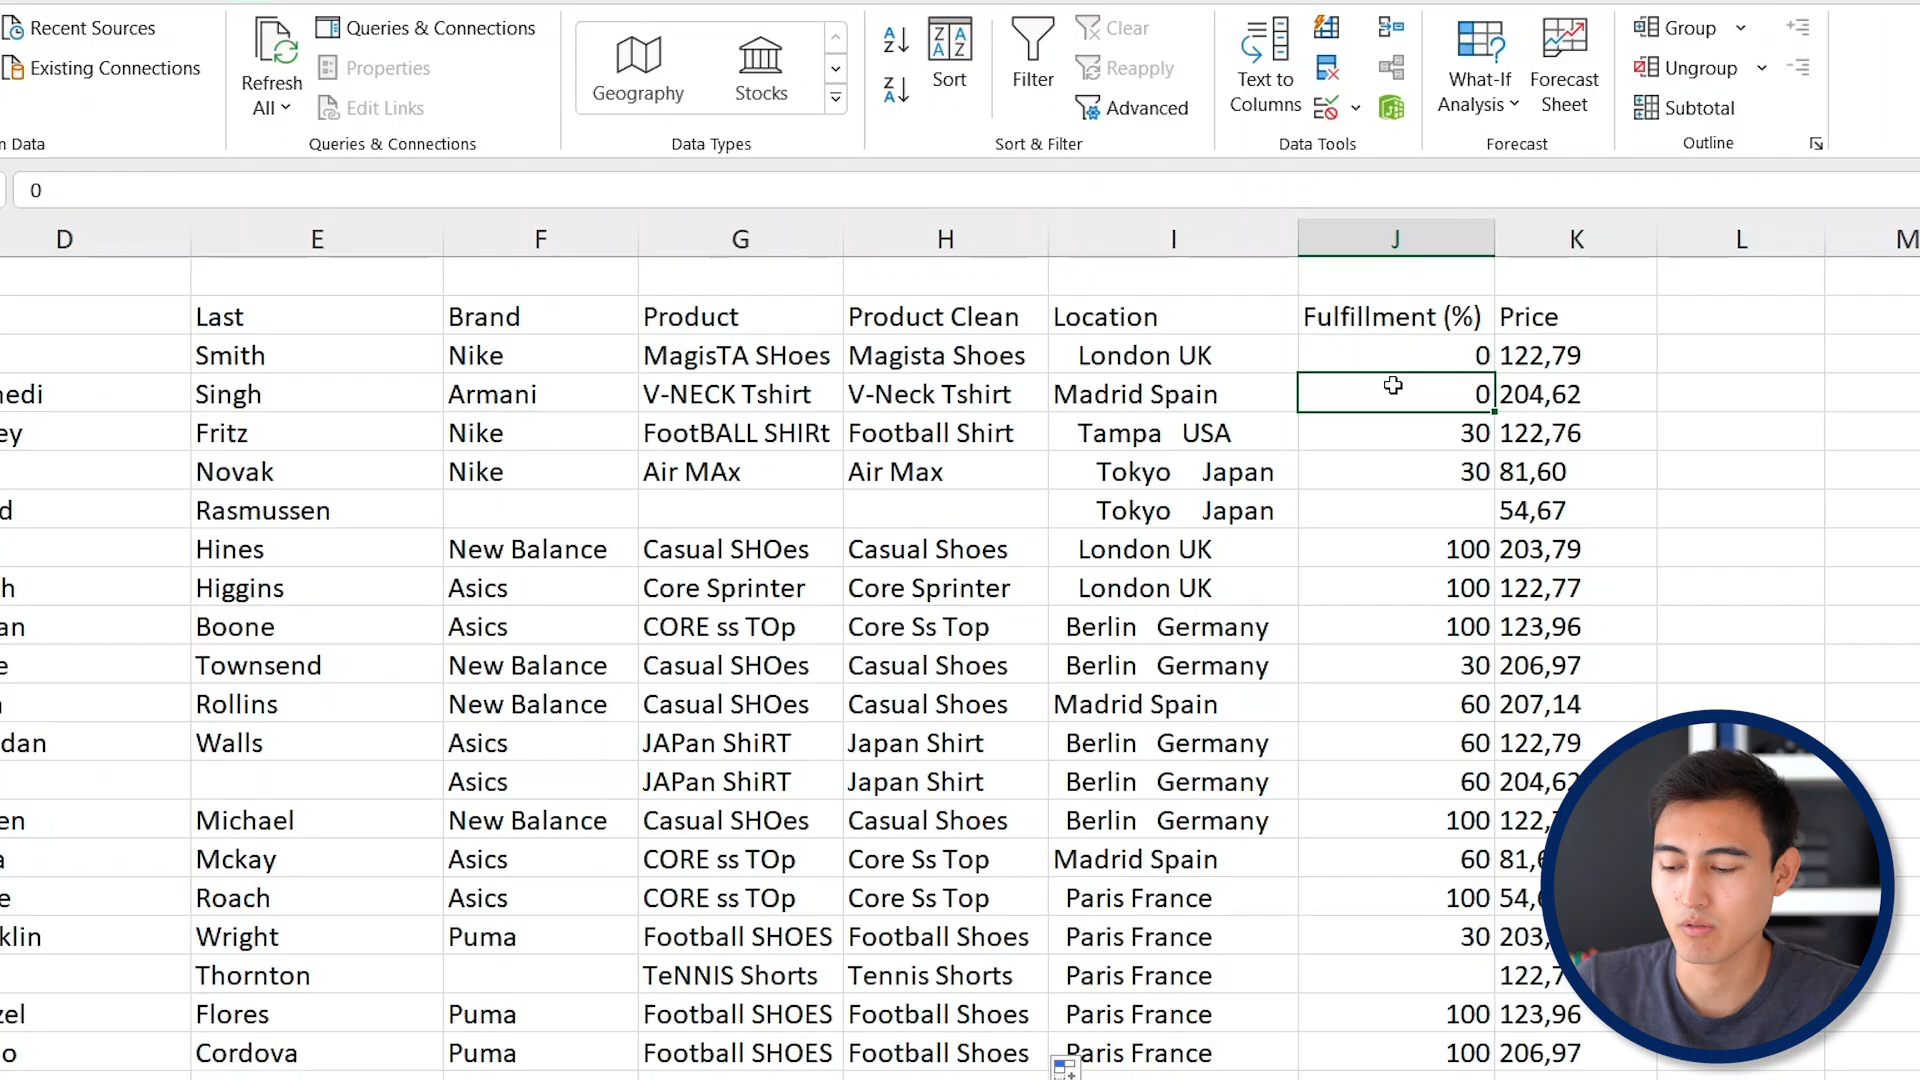 Recent Sources
Existing Connections
n Data
Refresh
All
Queries & Connections
Properties
Edit Links
Queries & Connections
Geography
Stocks
Data Types
A
Z
Z
A
Z A
A Z
Sort
Filter
Clear
Reapply
Advanced
Sort & Filter
Text to
Columns
Data Tools
What-If
Analysis
Forecast
Sheet
Forecast
Group
Ungroup
Subtotal
Outline
0
D E F G H I J K L M
Last Brand Product Product Clean Location Fulfillment (%) Price
Smith Nike MagisTA SHoes Magista Shoes London UK 0 122,79
nedi Singh Armani V-NECK Tshirt V-Neck Tshirt Madrid Spain 0 204,62
ey Fritz Nike FootBALL SHIRt Football Shirt Tampa USA 30 122,76
Novak Nike Air MAx Air Max Tokyo Japan 30 81,60
d Rasmussen Tokyo Japan 54,67
Hines New Balance Casual SHOes Casual Shoes London UK 100 203,79
h Higgins Asics Core Sprinter Core Sprinter London UK 100 122,77
an Boone Asics CORE ss TOp Core Ss Top Berlin Germany 100 123,96
e Townsend New Balance Casual SHOes Casual Shoes Berlin Germany 30 206,97
Rollins New Balance Casual SHOes Casual Shoes Madrid Spain 60 207,14
dan Walls Asics JAPan ShiRT Japan Shirt Berlin Germany 60 122,79
Asics JAPan ShiRT Japan Shirt Berlin Germany 60 204,62
en Michael New Balance Casual SHOes Casual Shoes Berlin Germany 100 122,
a Mckay Asics CORE ss TOp Core Ss Top Madrid Spain 60 81,6
e Roach Asics CORE ss TOp Core Ss Top Paris France 100 54,
klin Wright Puma Football SHOES Football Shoes Paris France 30 203,
Thornton TeNNIS Shorts Tennis Shorts Paris France 122,7
zel Flores Puma Football SHOES Football Shoes Paris France 100 123,96
o Cordova Puma Football SHOES Football Shoes Paris France 100 206,97